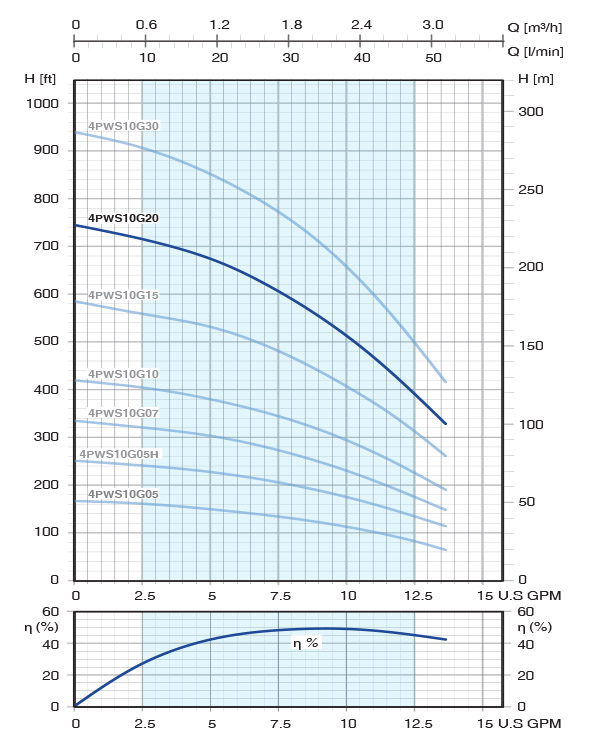 0 0.6 1.2 1.8 2.4 3.0 Q [m³/h]
0 10 20 30 40 50 Q [l/min]
H [ft] H [m]
1000
900
800
700
600
500
400
300
200
100
0
300
250
200
150
100
50
0
4PWS10G30
4PWS10G20
4PWS10G15
4PWS10G10
4PWS10G07
4PWS10G05H
4PWS10G05
0 2.5 5 7.5 10 12.5 15 U.S GPM
60 60
η (%) η (%)
40 40
20 20
0 0
η %
0 2.5 5 7.5 10 12.5 15 U.S GPM